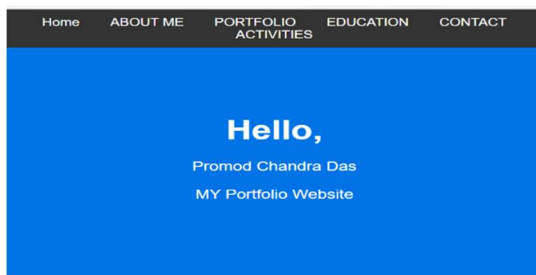 Home ABOUT ME PORTFOLIO EDUCATION CONTACT
ACTIVITIES
Hello,
Promod Chandra Das
MY Portfolio Website